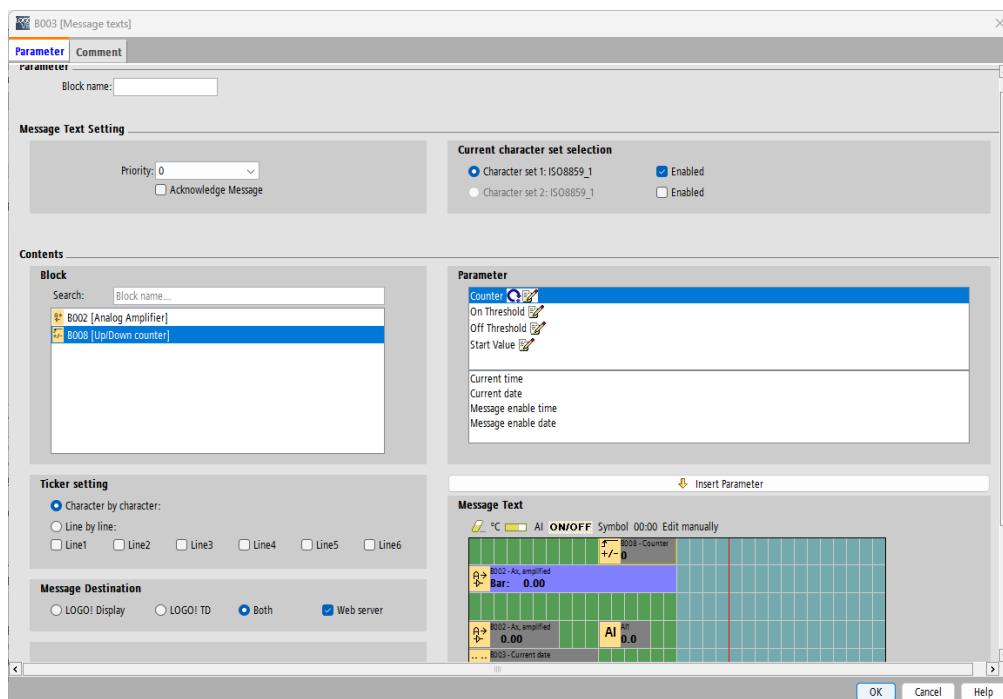 B003 [Message texts]
Parameter Comment
Parameter
Block name:
Message Text Setting
Priority: 0
Acknowledge Message
Current character set selection
Character set 1: ISO8859_1 Enabled
Character set 2: ISO8859_1 Enabled
Contents
Block
Search: Block name...
B002 [Analog Amplifier]
B008 [Up/Down counter]
Parameter
Counter
On Threshold
Off Threshold
Start Value
Current time
Current date
Message enable time
Message enable date
Ticker setting
Character by character:
Line by line:
Line1 Line2 Line3 Line4 Line5 Line6
Message Destination
LOGO! Display LOGO! TD Both Web server
Insert Parameter
Message Text
°C AI ON/OFF Symbol 00:00 Edit manually
B008 - Counter
+/- 0
B002 - Ax, amplified
Bar: 0.00
B002 - Ax, amplified
0.00
AI AI1
0.0
B003 - Current date
OK Cancel Help